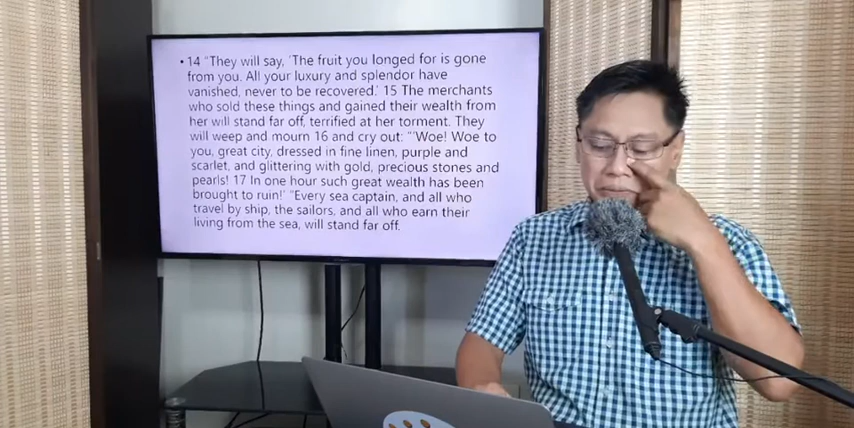 • 14 "They will say, 'The fruit you longed for is gone
from you. All your luxury and splendor have
vanished, never to be recovered.' 15 The merchants
who sold these things and gained their wealth from
her will stand far off, terrified at her torment. They
will weep and mourn 16 and cry out: "'Woe! Woe to
you, great city, dressed in fine linen, purple and
scarlet, and glittering with gold, precious stones and
pearls! 17 In one hour such great wealth has been
brought to ruin!' "Every sea captain, and all who
travel by ship, the sailors, and all who earn their
living from the sea, will stand far off.